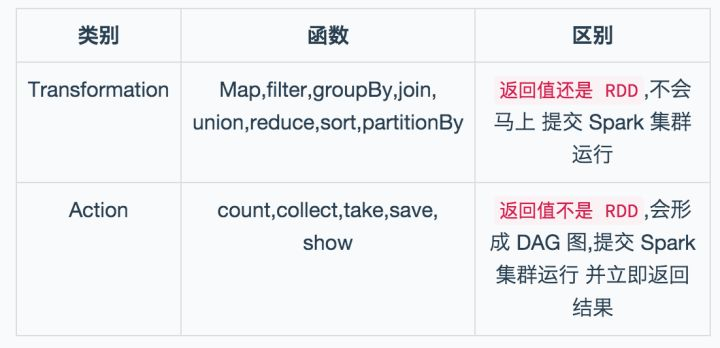 类别 函数 区别
Transformation Map,filter,groupBy,join, 返回值还是 RDD,不会
union,reduce,sort,partitionBy 马上 提交 Spark 集群
运行
Action count,collect,take,save, 返回值不是 RDD,会形
show 成 DAG 图,提交 Spark
集群运行 并立即返回
结果